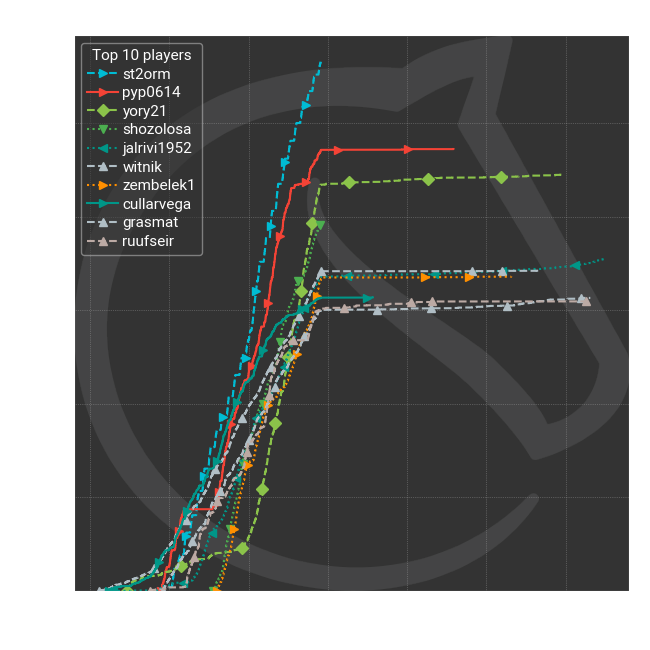 Top 10 players
st2orm
pyp0614
yory21
shozolosa
jalrivi1952
witnik
zembelek1
cullarvega
grasmat
ruufseir